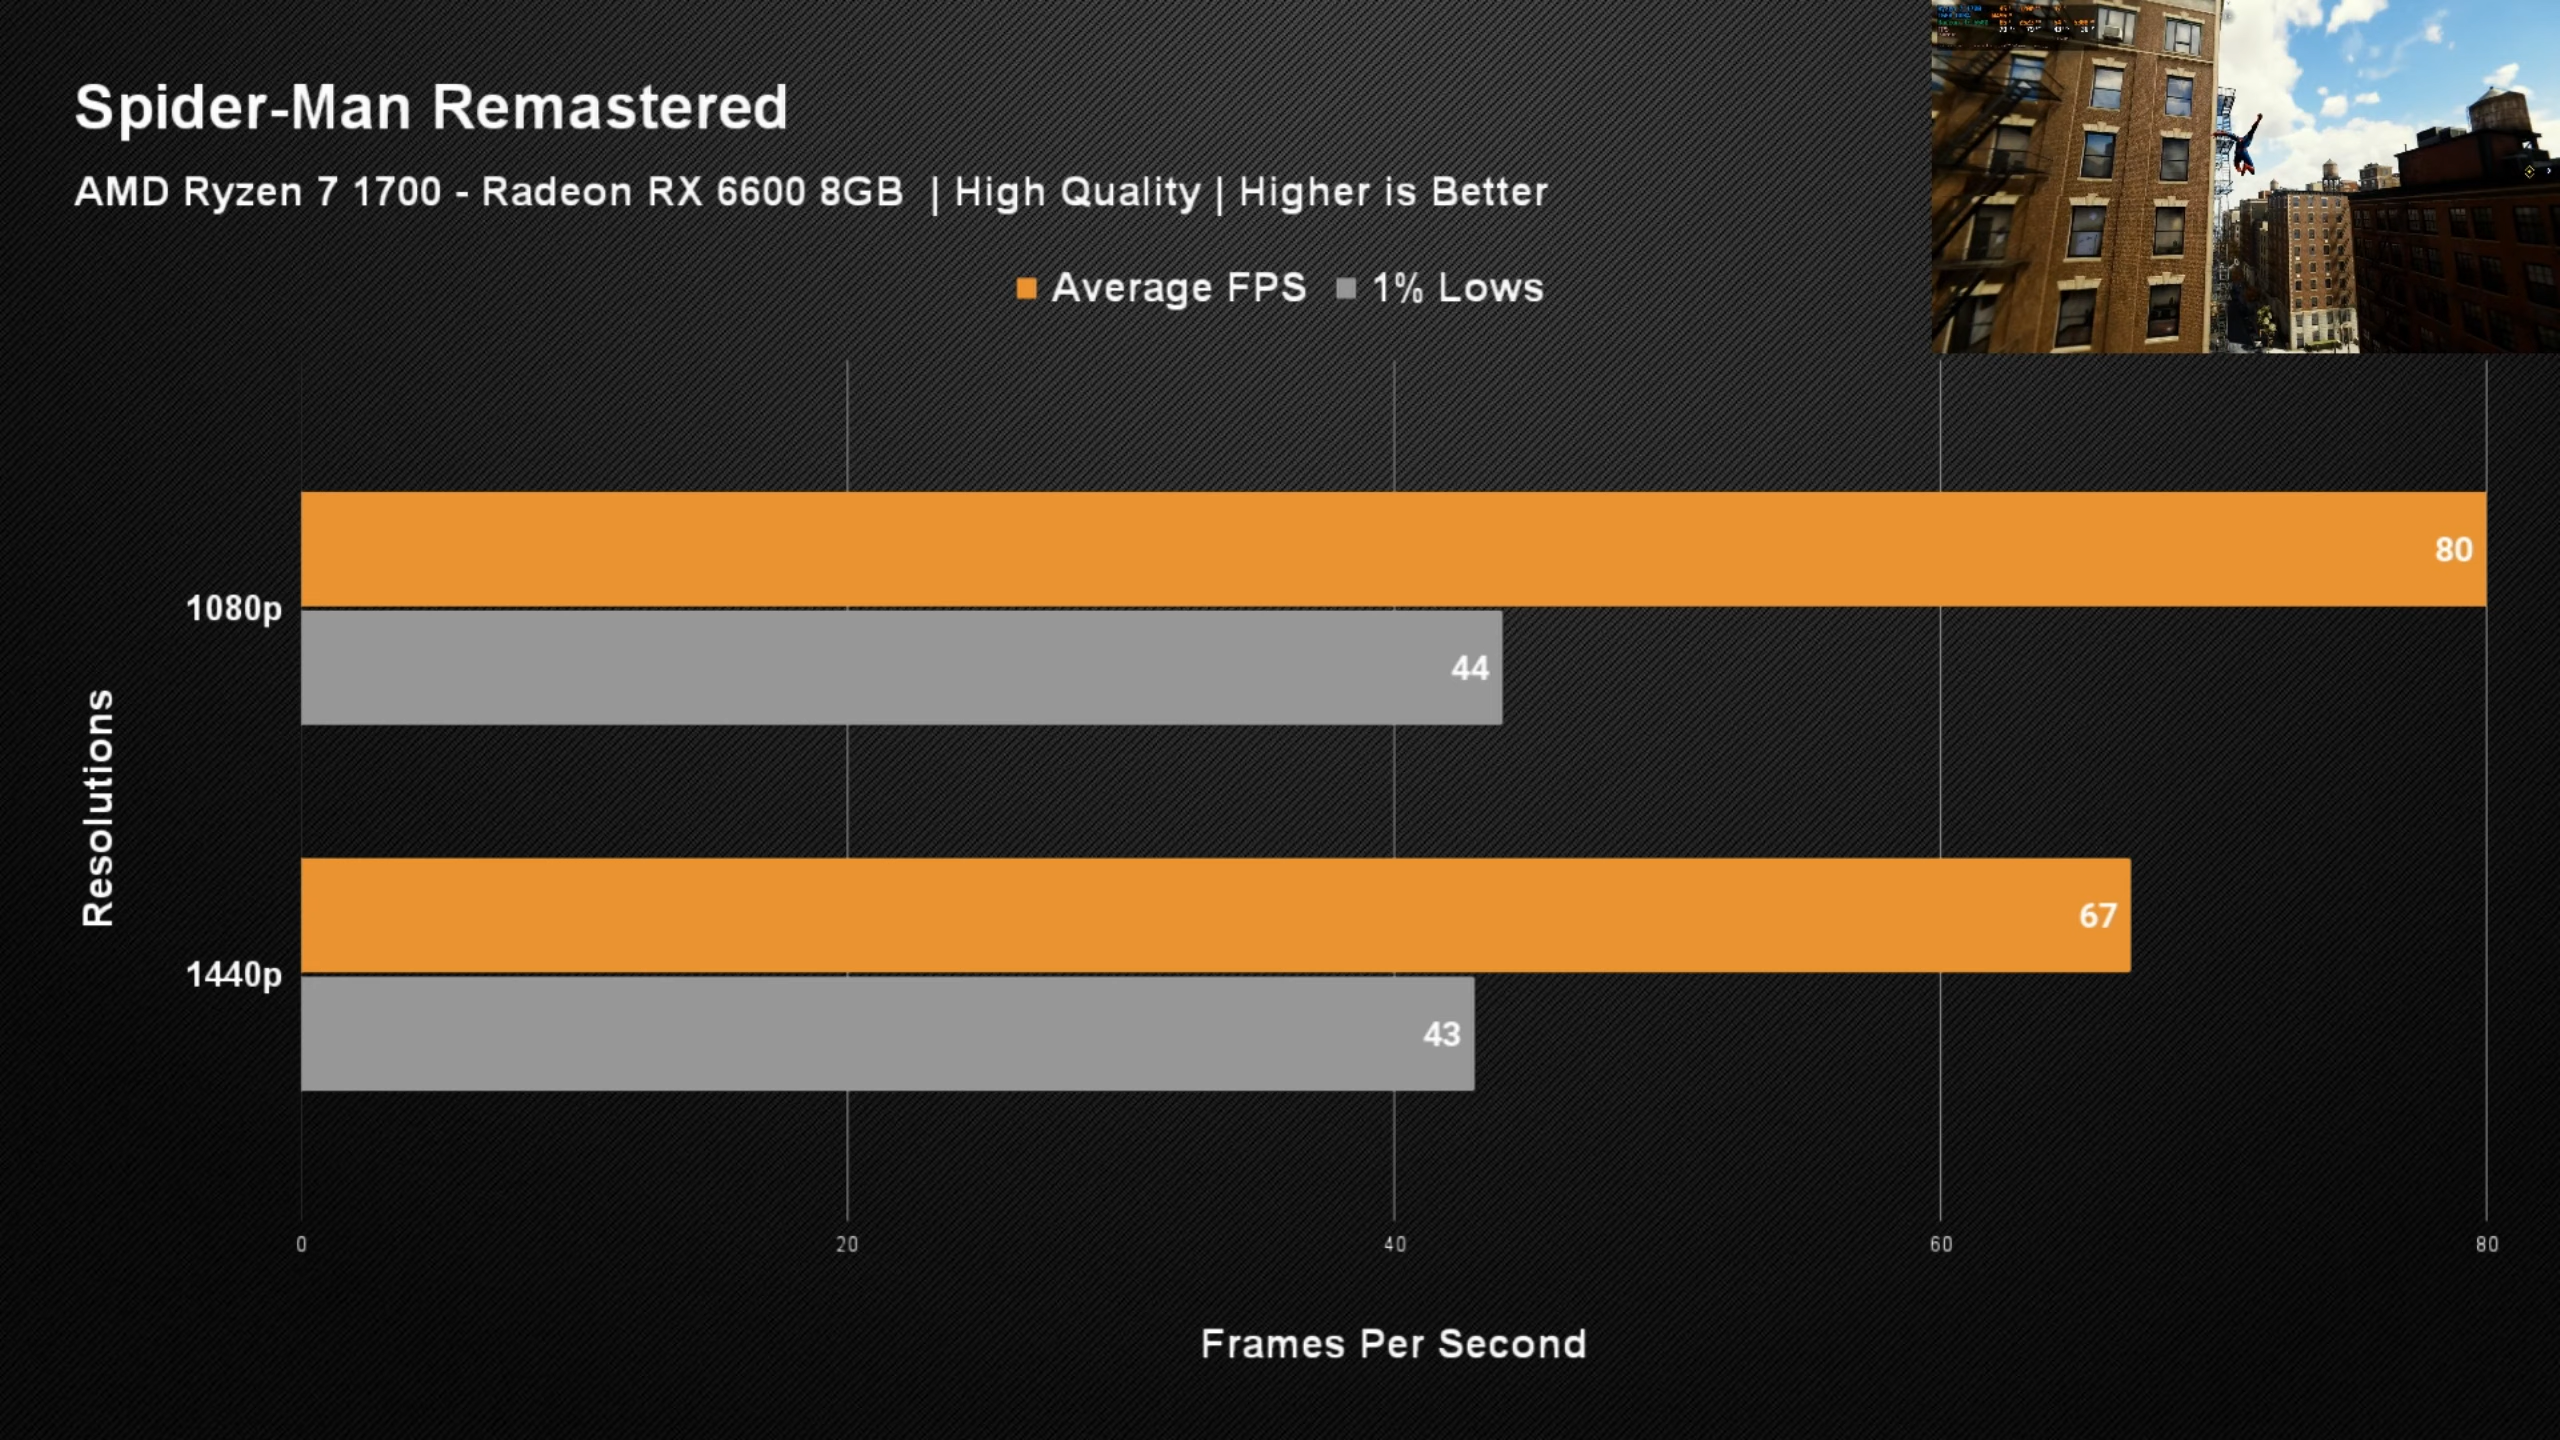 Spider-Man Remastered
AMD Ryzen 7 1700 - Radeon RX 6600 8GB | High Quality | Higher is Better
Average FPS 1% Lows
80
1080p
44
Resolutions
67
1440p
43
0 20 40 60 80
Frames Per Second